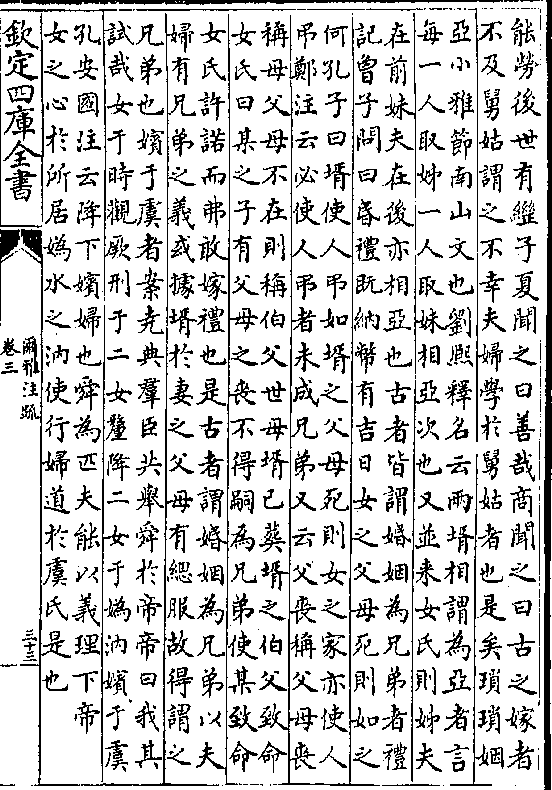 能勞後世有繼子夏聞之曰善哉商聞之曰古之嫁者
不及舅姑謂之不幸夫婦學於舅姑者也是矣瑣瑣姻
亞小雅節南山文也劉熙釋名云兩壻相謂為亞者言
每一人取姊一人取妹相亞次也又並来女氏則姊夫
在前妹夫在後亦相亞也古者皆謂婚姻為兄弟者禮
記曾子問曰昏禮既納幣有吉日女之父母死則如之
何孔子曰壻使人弔如壻之父母死則女之家亦使人
弔鄭注云必使人弔者未成兄弟又云父喪稱父母喪
稱母父母不在則稱伯父世母壻已葬壻之伯父致命
女氏曰某之子有父母之喪不得嗣為兄弟使某致命
女氏許諾而弗敢嫁禮也是古者謂婚姻為兄弟以夫
婦有兄弟之義或據壻於妻之父母有緦服故得謂之
兄弟也嬪于虞者案堯典羣臣共舉舜於帝帝曰我其
試哉女于時觀厥刑于二女釐降二女于媯汭嬪于虞
孔安國注云降下嬪婦也舜為匹夫能以義理下帝
女之心於所居媯水之汭使行婦道於虞氏是也
欽定四庫全書
爾雅注疏
卷三
三十三